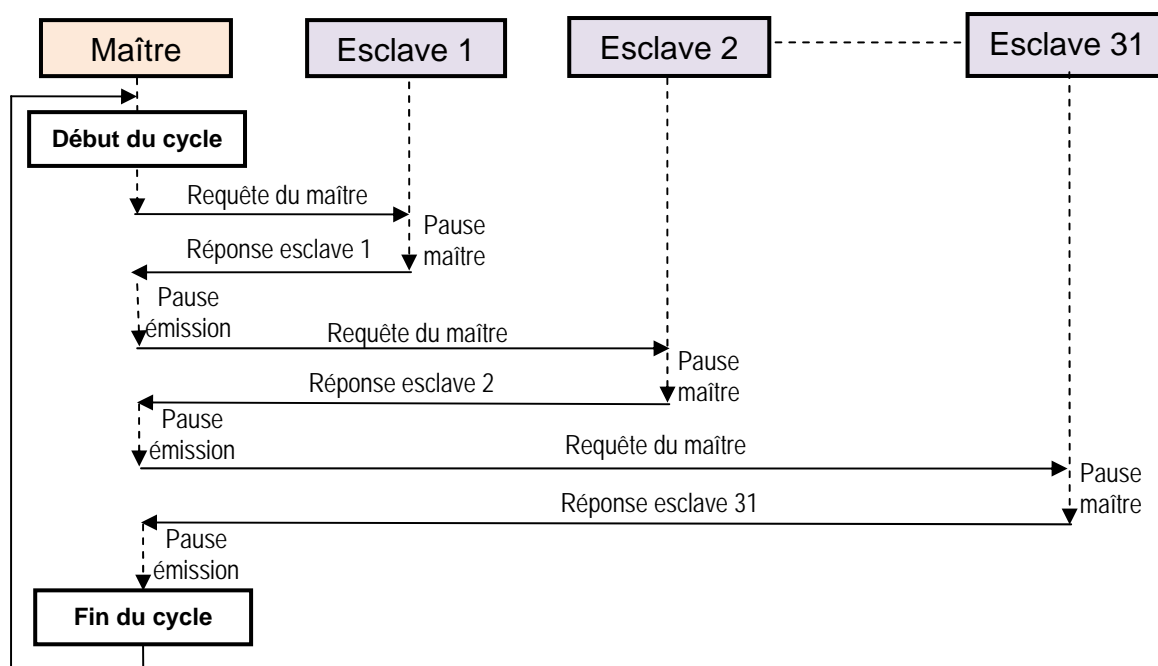 Maître
Esclave 1
Esclave 2
Esclave 31
Début du cycle
Requête du maître
Pause
maître
Réponse esclave 1
Pause
émission
Requête du maître
Pause
maître
Réponse esclave 2
Pause
émission
Requête du maître
Pause
maître
Réponse esclave 31
Pause
émission
Fin du cycle